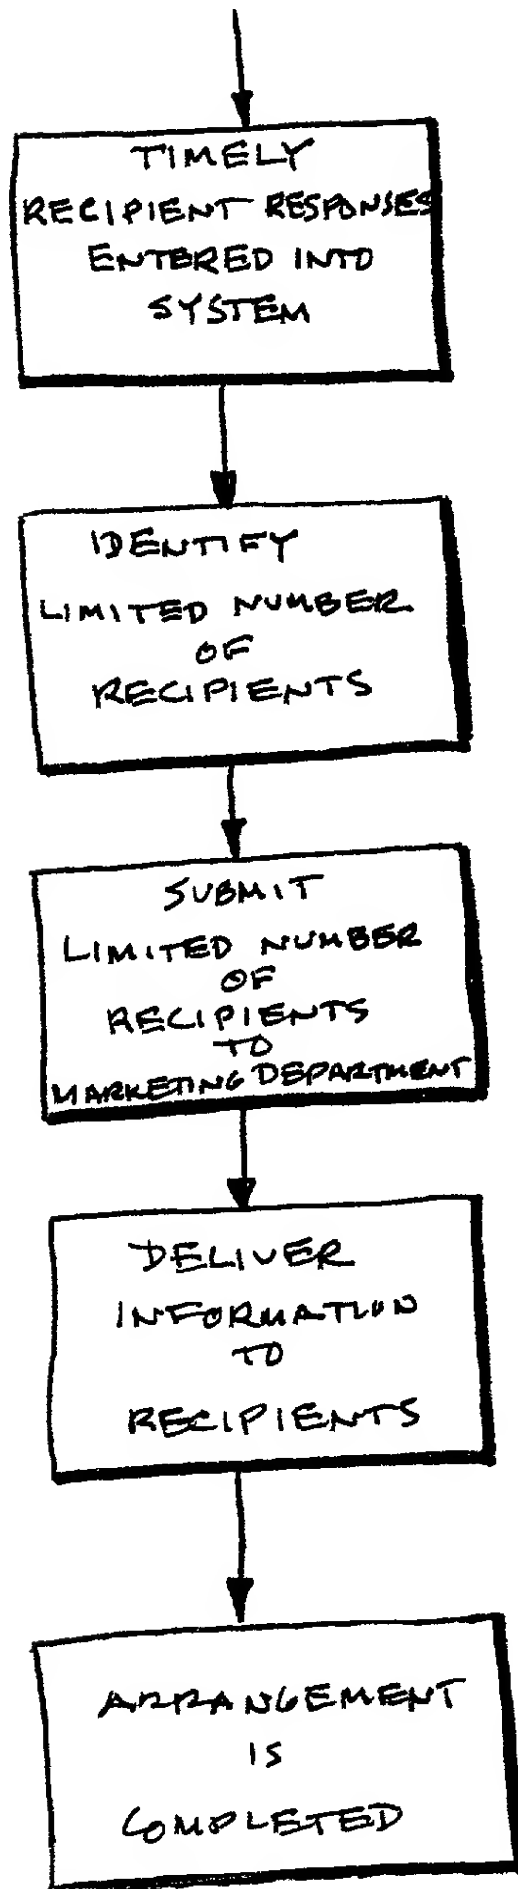 TIMELY
RECIPIENT RESPONSES
ENTERED INTO
SYSTEM
IDENTIFY
LIMITED NUMBER
OF
RECIPIENTS
SUBMIT
LIMITED NUMBER
OF
RECIPIENTS
TO
MARKETING DEPARTMENT
DELIVER
INFORMATION
TO
RECIPIENTS
ARRANGEMENT
IS
COMPLETED